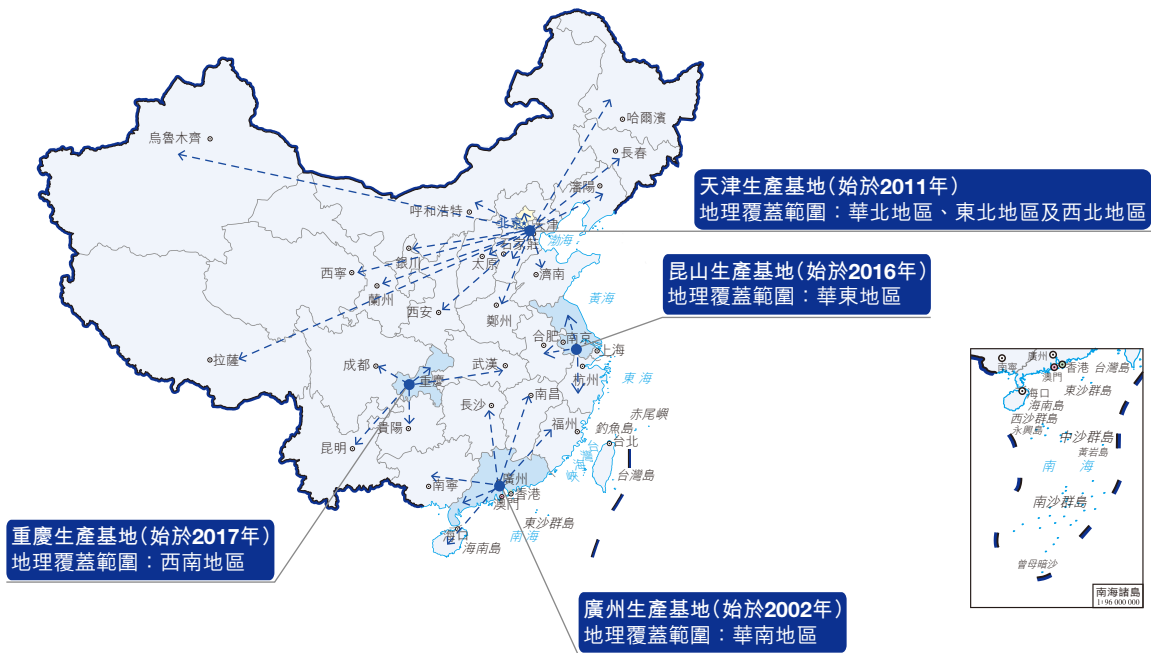 哈爾濱
烏魯木齊
長春
瀋陽
天津生產基地（始於2011年）
地理覆蓋範圍：華北地區、東北地區及西北地區
呼和浩特
北京
天津
渤海
石家莊
銀川
太原
西寧
濟南
昆山生產基地（始於2016年）
地理覆蓋範圍：華東地區
蘭州
黃海
西安
鄭州
合肥
南京
上海
拉薩
成都
武漢
杭州
東海
重慶
南昌
長沙
赤尾嶼
釣魚島
福州
貴陽
台北
昆明
台灣海峽
台灣島
廣州
南寧
香港
澳門
東沙群島
南海
海口
海南島
重慶生產基地（始於2017年）
地理覆蓋範圍：西南地區
廣州生產基地（始於2002年）
地理覆蓋範圍：華南地區
廣州
南寧
香港
台灣島
澳門
東沙群島
海口
海南島
西沙群島
永興島
中沙群島
黃岩島
南海
南沙群島
曾母暗沙
南海諸島
1:96 000 000